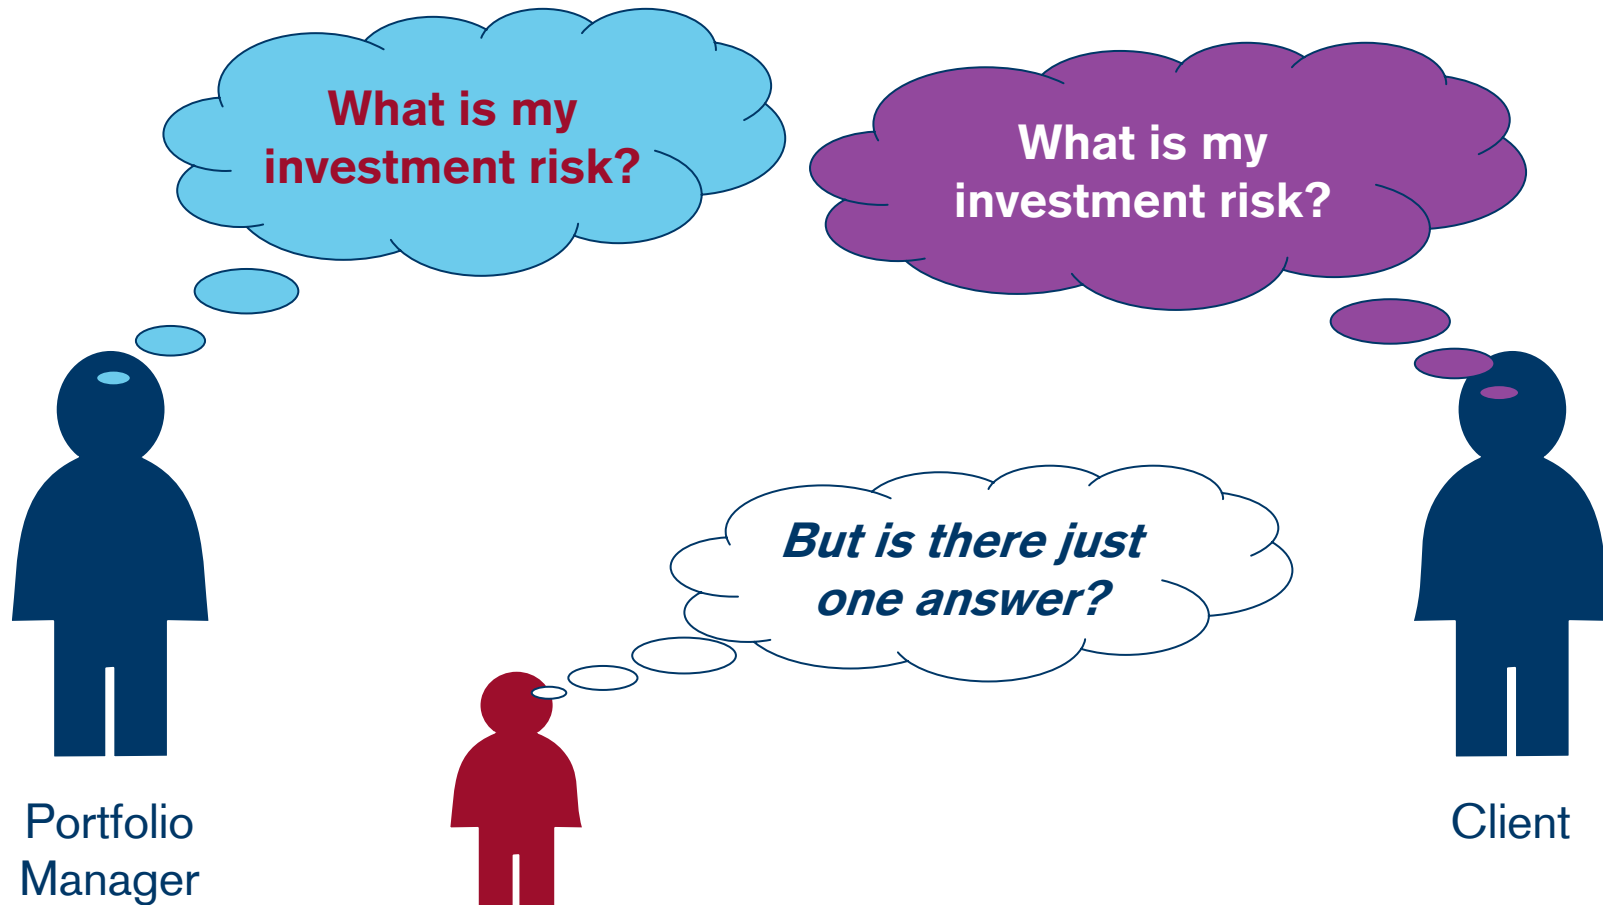 What is my
investment risk?
What is my
investment risk?
But is there just
one answer?
Portfolio
Manager
Client